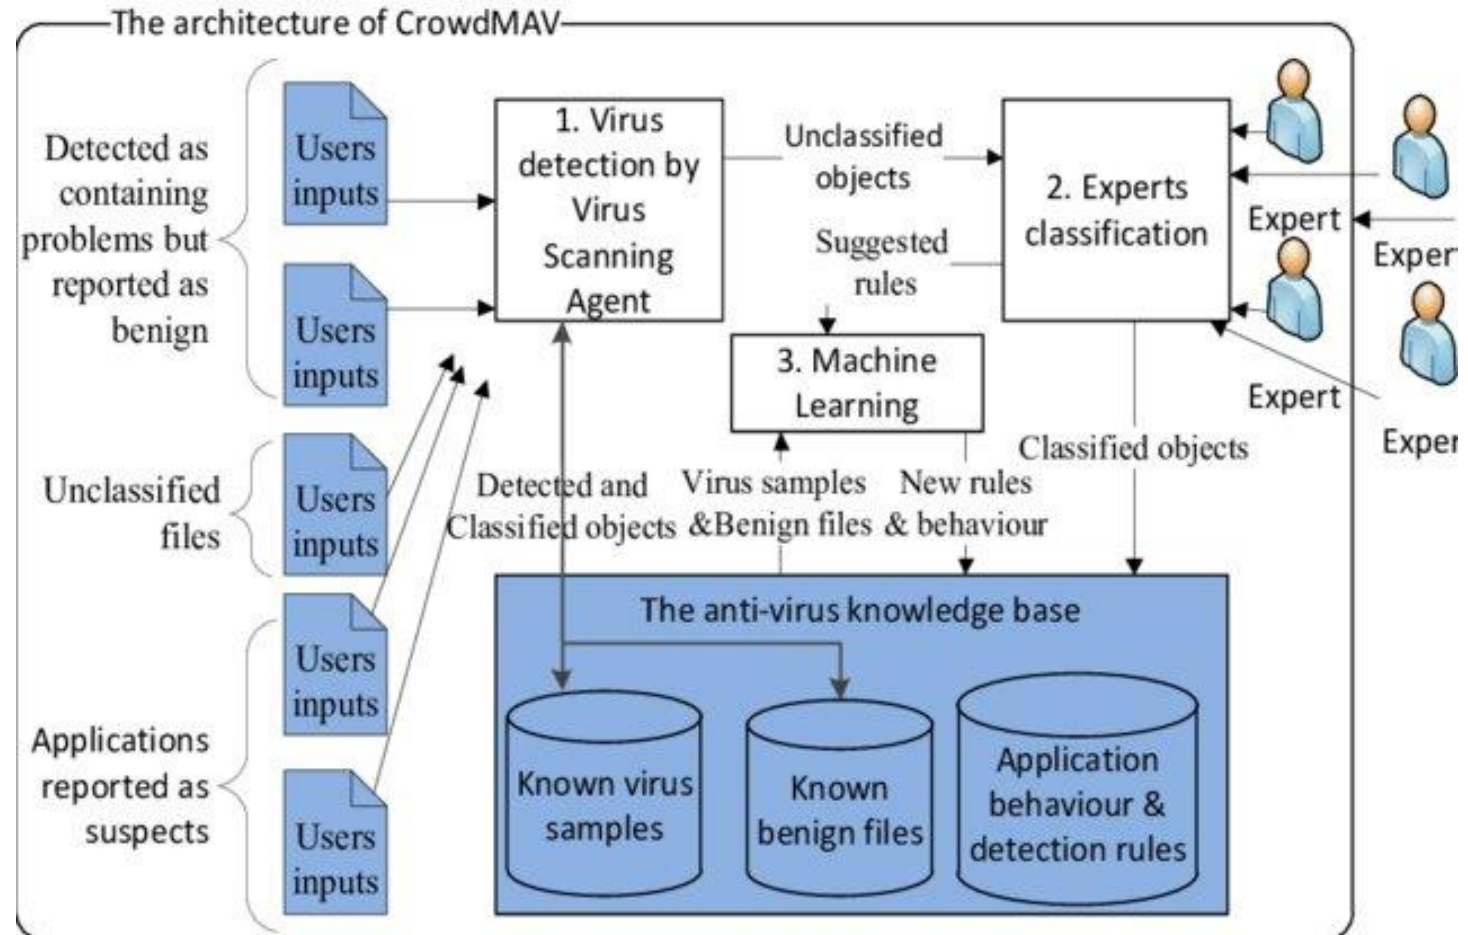 The architecture of CrowdMAV
Detected as
containing
problems but
reported as
benign
Users
inputs
Users
inputs
Unclassified
files
Users
inputs
Applications
reported as
suspects
Users
inputs
Users
inputs
1. Virus
detection by
Virus
Scanning
Agent
Unclassified
objects
Suggested
rules
2. Experts
classification
Expert
Exper
Expert
Exper
3. Machine
Learning
Detected and
Classified objects
Virus samples
&Benign files
New rules
& behaviour
Classified objects
The anti-virus knowledge base
Known virus
samples
Known
benign files
Application
behaviour &
detection rules